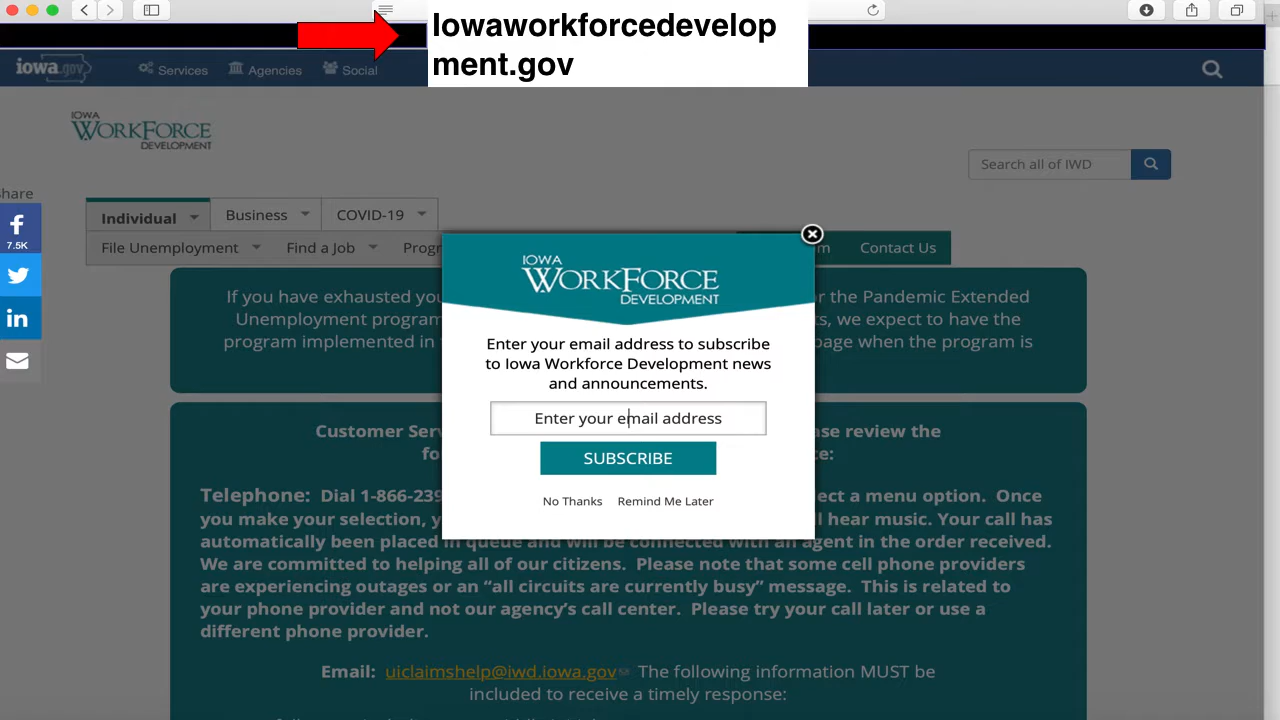 Iowaworkforcedevelop
ment.gov
iowa.gov
Services
Agencies
Social
IOWA
WORKFORCE
DEVELOPMENT
Search all of IWD
share
Individual
Business
COVID-19
7.5K
File Unemployment
Find a Job
Contact Us
If you have exhausted or the Pandemic Extended
Unemployment program we expect to have the
program implemented in page when the program is
IOWA
WORKFORCE
DEVELOPMENT
Enter your email address to subscribe
to Iowa Workforce Development news
and announcements.
Enter your email address
SUBSCRIBE
No Thanks Remind Me Later
Customer review the
Telephone: Dial 1-866-239 a menu option. Once
you make your selection, hear music. Your call has
automatically been placed in queue and will be connected with an agent in the order received.
We are committed to helping all of our citizens. Please note that some cell phone providers
are experiencing outages or an “all circuits are currently busy” message. This is related to
your phone provider and not our agency’s call center. Please try your call later or use a
different phone provider.
Email: uiclaimshelp@iwd.iowa.gov The following information MUST be
included to receive a timely response: